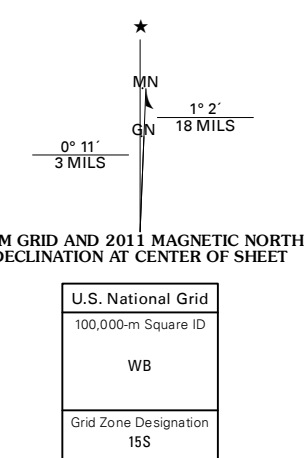 ★
MN
1° 2´
18 MILS
GN
0° 11´
3 MILS
M GRID AND 2011 MAGNETIC NORTH
DECLINATION AT CENTER OF SHEET
U.S. National Grid
100,000-m Square ID
WB
Grid Zone Designation
15S